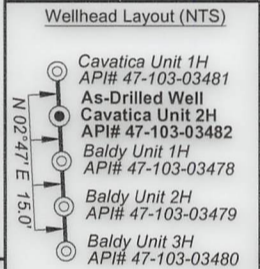 Wellhead Layout (NTS)
Cavatica Unit 1H
API# 47-103-03481
As-Drilled Well
Cavatica Unit 2H
API# 47-103-03482
Baldy Unit 1H
API# 47-103-03478
Baldy Unit 2H
API# 47-103-03479
Baldy Unit 3H
API# 47-103-03480
N 02°47' E 15.0'